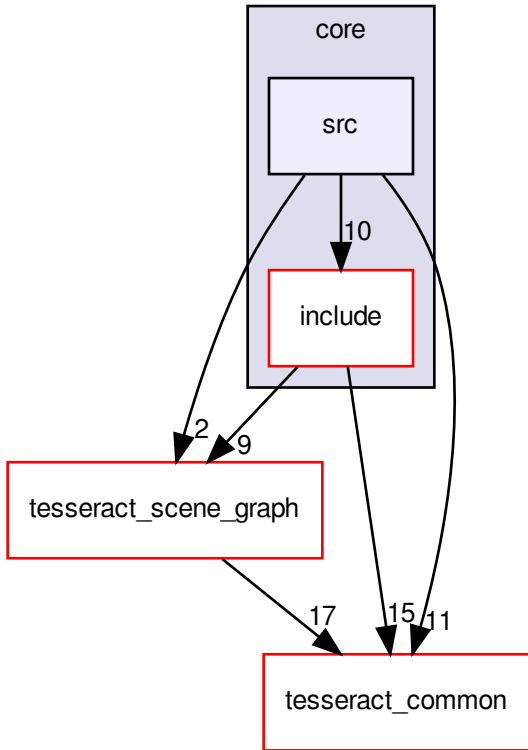 core
src
10
include
2
9
tesseract_scene_graph
17
15
11
tesseract_common